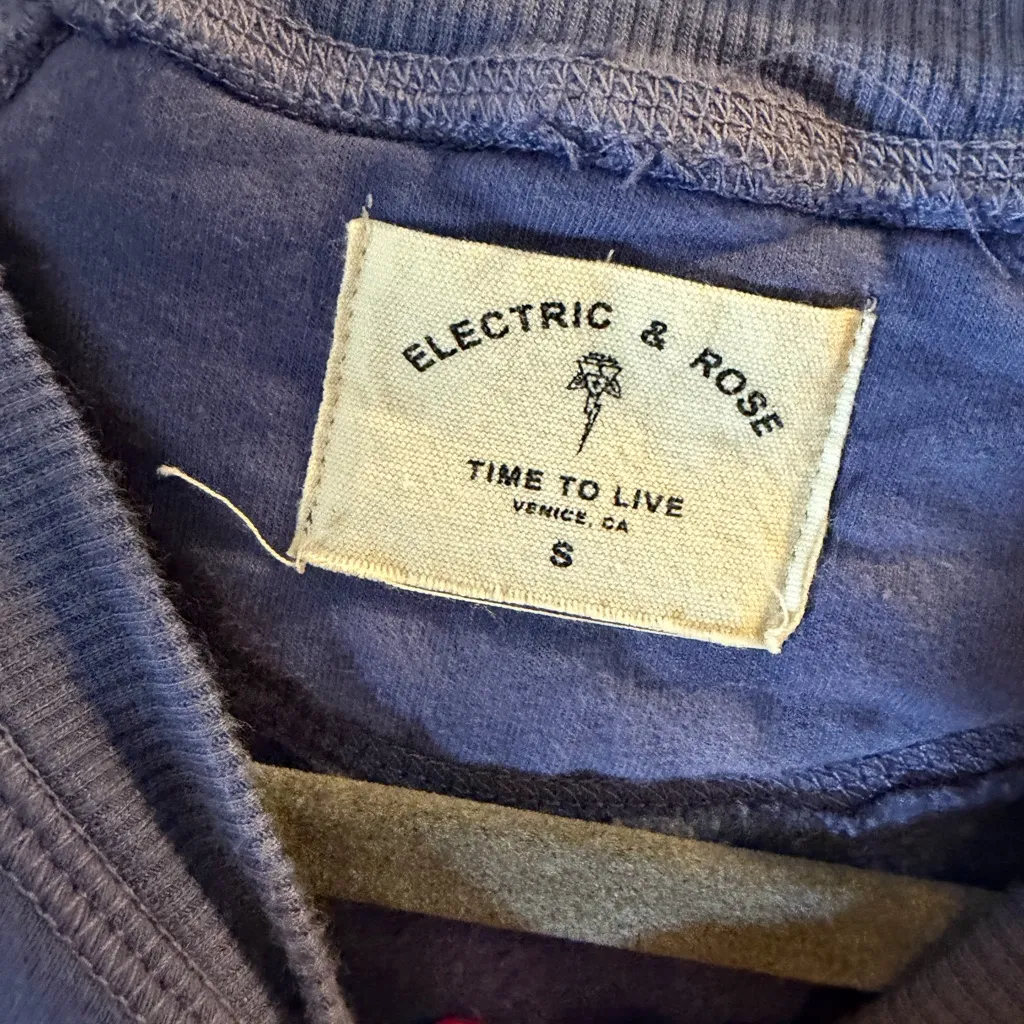 ELECTRIC & ROSE
TIME TO LIVE
VENICE, CA
S